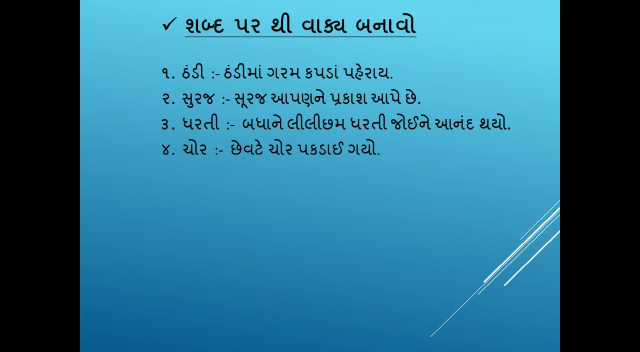 ✓ શબ્દ પર થી વાક્ય બનાવો
૧. ઠંડી :- ઠંડીમાં ગરમ કપડાં પહેરાય.
૨. સુરજ :- સૂરજ આપણને પ્રકાશ આપે છે.
૩. ધરતી :- બધાને લીલીછમ ધરતી જોઈને આનંદ થયો.
૪. ચોર :- છેવટે ચોર પકડાઈ ગયો.